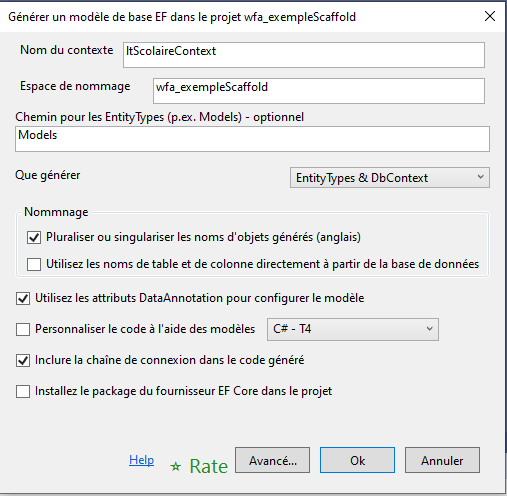 Générer un modèle de base EF dans le projet wfa_exempleScaffold
Nom du contexte ltScolaireContext
Espace de nommage wfa_exempleScaffold
Chemin pour les EntityTypes (p.ex. Models) - optionnel
Models
Que générer EntityTypes & DbContext
Nommnage
Pluraliser ou singulariser les noms d'objets générés (anglais)
Utilisez les noms de table et de colonne directement à partir de la base de données
Utilisez les attributs DataAnnotation pour configurer le modèle
Personnaliser le code à l'aide des modèles C# - T4
Inclure la chaîne de connexion dans le code généré
Installez le package du fournisseur EF Core dans le projet
Help Rate Avancé... Ok Annuler